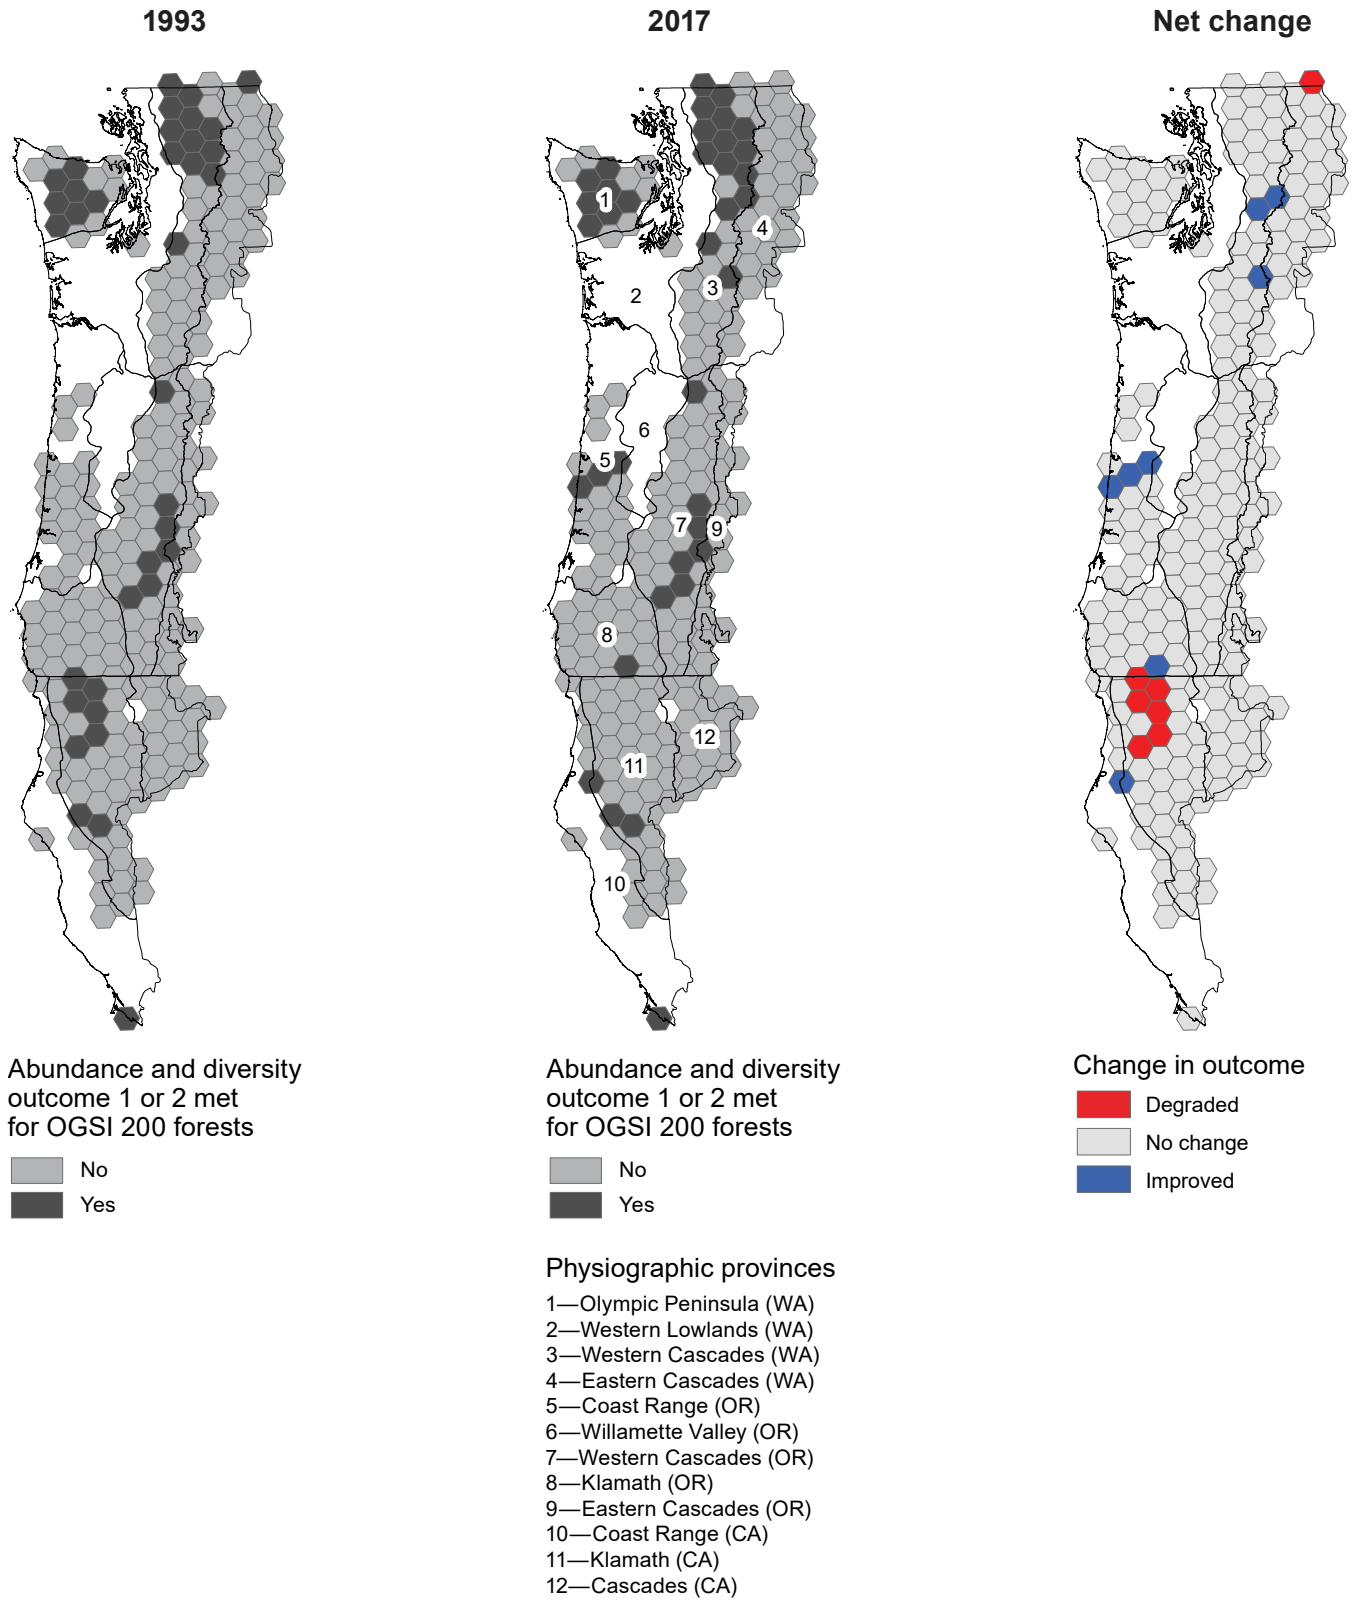 1993
2017
Net change
1
4
3
2
6
5
7
9
8
12
11
10
Abundance and diversity
outcome 1 or 2 met
for OGSI 200 forests
No
Yes
Abundance and diversity
outcome 1 or 2 met
for OGSI 200 forests
No
Yes
Change in outcome
Degraded
No change
Improved
Physiographic provinces
1—Olympic Peninsula (WA)
2—Western Lowlands (WA)
3—Western Cascades (WA)
4—Eastern Cascades (WA)
5—Coast Range (OR)
6—Willamette Valley (OR)
7—Western Cascades (OR)
8—Klamath (OR)
9—Eastern Cascades (OR)
10—Coast Range (CA)
11—Klamath (CA)
12—Cascades (CA)